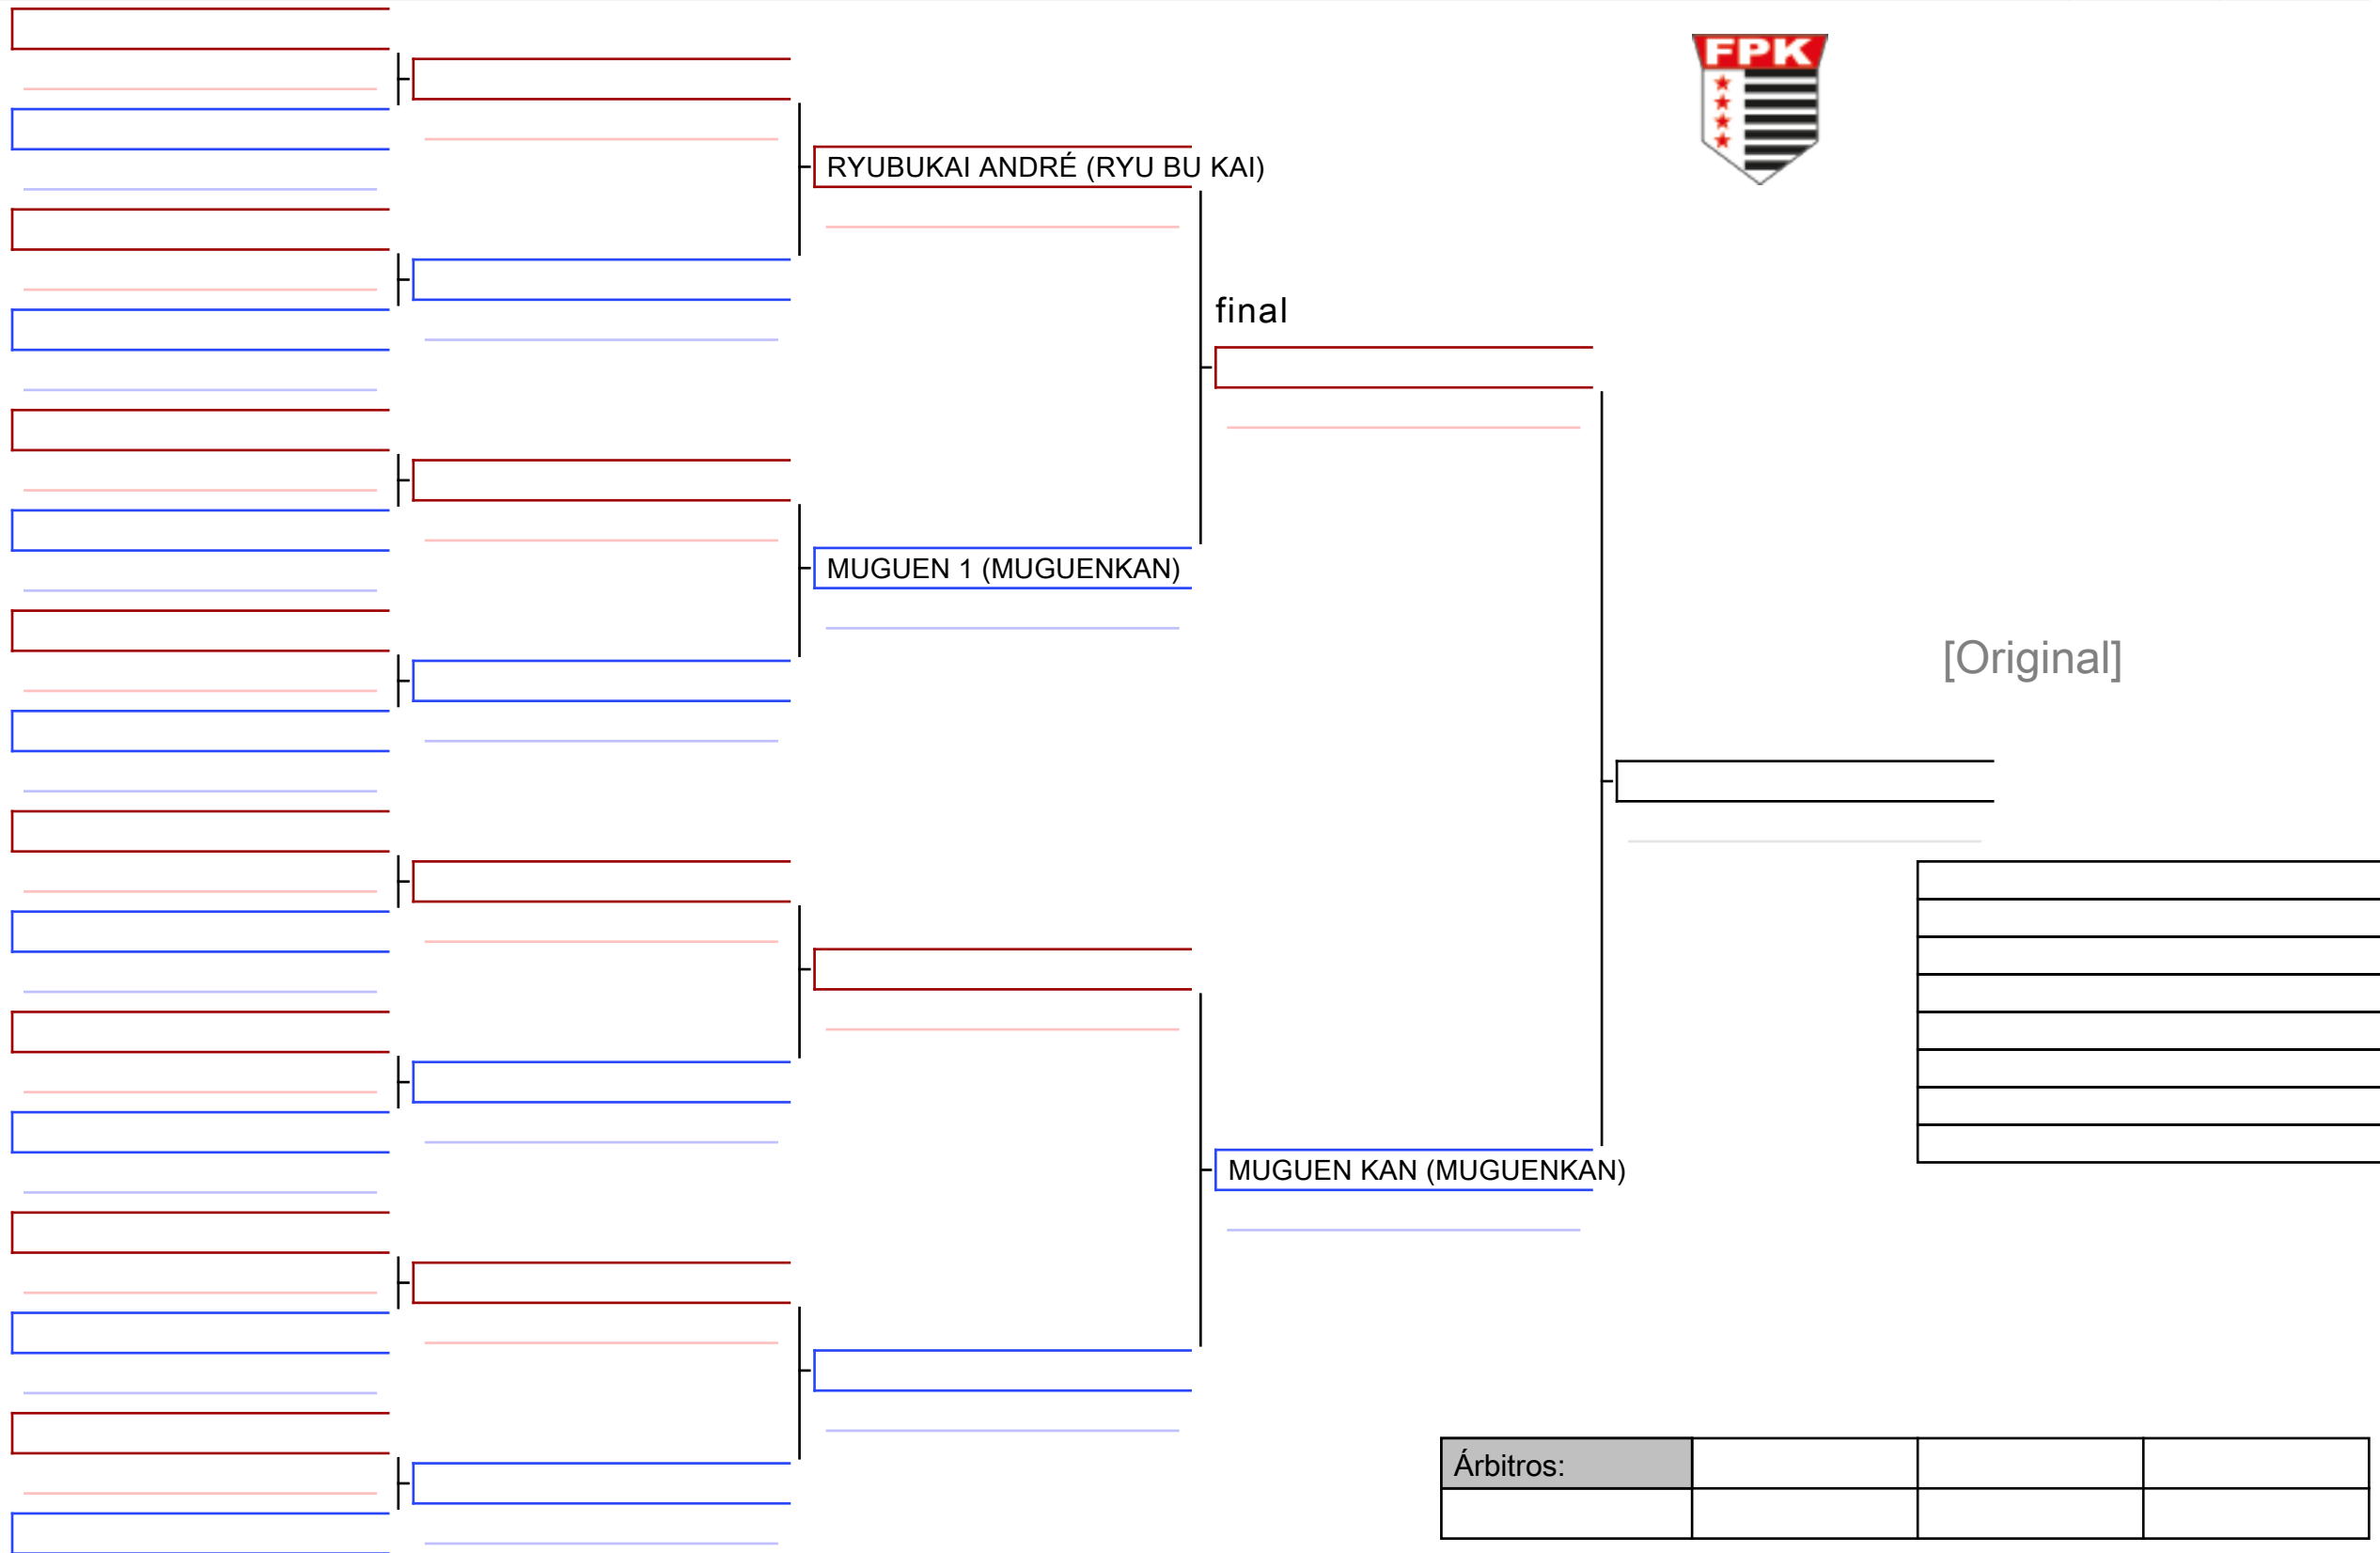 FPK
RYUBUKAI ANDRÉ (RYU BU KAI)
final
MUGUEN 1 (MUGUENKAN)
[Original]
MUGUEN KAN (MUGUENKAN)
Árbitros: